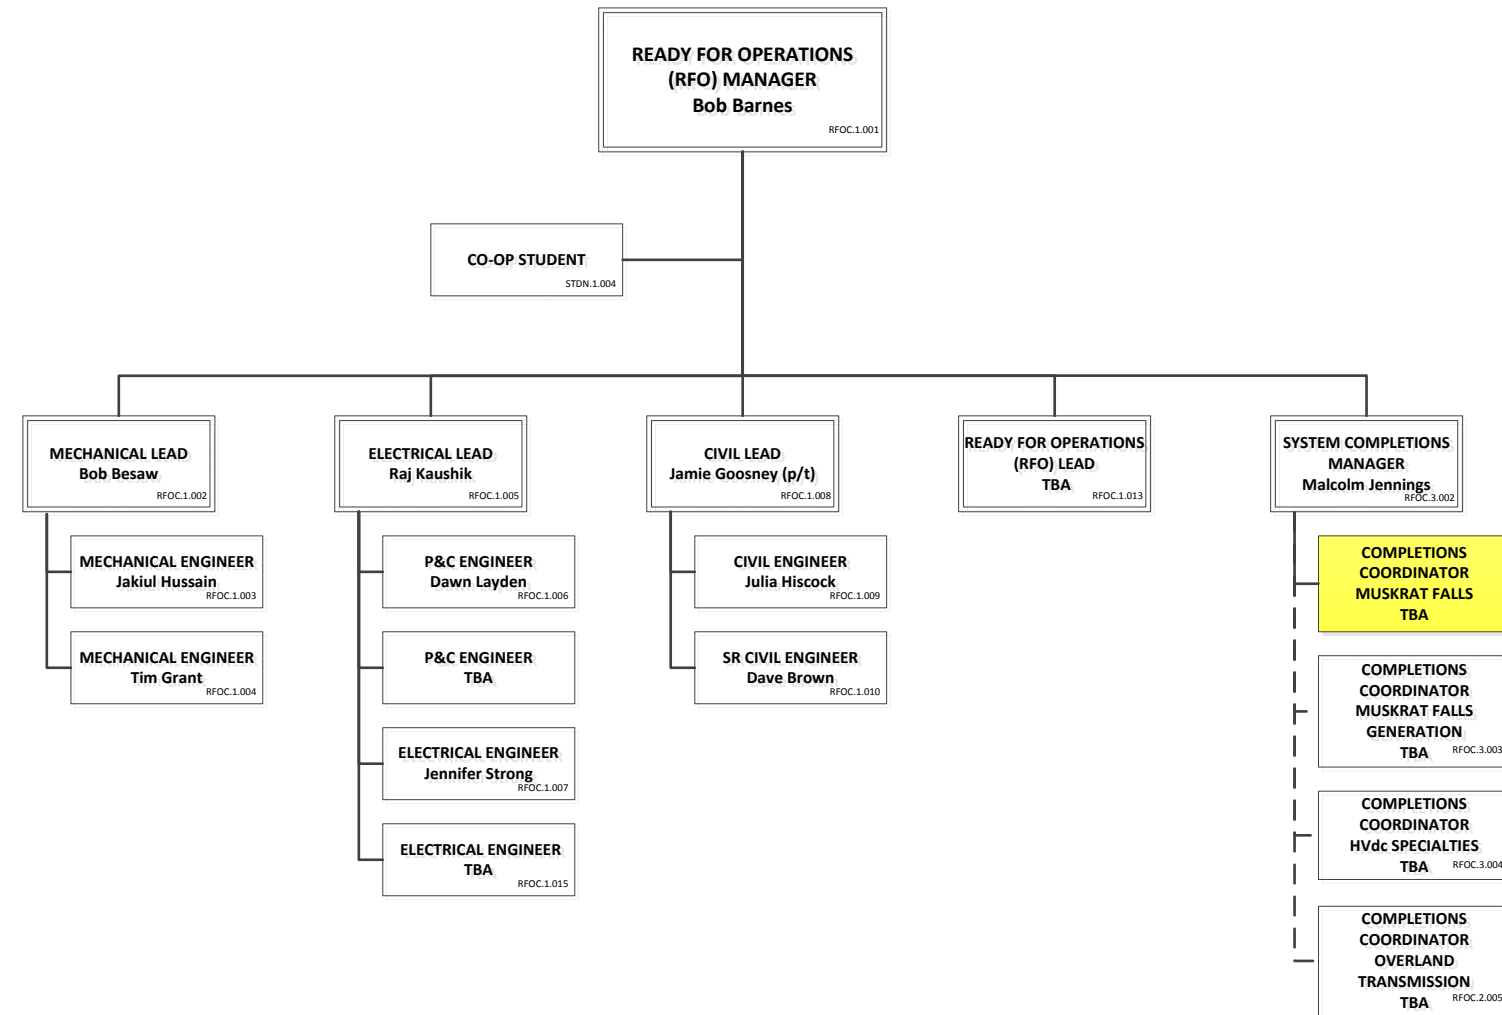 READY FOR OPERATIONS
(RFO) MANAGER
Bob Barnes
RFOC.1.001
CO-OP STUDENT
STDN.1.004
MECHANICAL LEAD
Bob Besaw
RFOC.1.002
MECHANICAL ENGINEER
Jakiul Hussain
RFOC.1.003
MECHANICAL ENGINEER
Tim Grant
RFOC.1.004
ELECTRICAL LEAD
Raj Kaushik
RFOC.1.005
P&C ENGINEER
Dawn Layden
RFOC.1.006
P&C ENGINEER
TBA
ELECTRICAL ENGINEER
Jennifer Strong
RFOC.1.007
ELECTRICAL ENGINEER
TBA
RFOC.1.015
CIVIL LEAD
Jamie Goosney (p/t)
RFOC.1.008
CIVIL ENGINEER
Julia Hiscock
RFOC.1.009
SR CIVIL ENGINEER
Dave Brown
RFOC.1.010
READY FOR OPERATIONS
(RFO) LEAD
TBA
RFOC.1.013
SYSTEM COMPLETIONS
MANAGER
Malcolm Jennings
RFOC.3.002
COMPLETIONS
COORDINATOR
MUSKRAT FALLS
TBA
COMPLETIONS
COORDINATOR
MUSKRAT FALLS
GENERATION
TBA
RFOC.3.003
COMPLETIONS
COORDINATOR
HVdc SPECIALTIES
TBA
RFOC.3.004
COMPLETIONS
COORDINATOR
OVERLAND
TRANSMISSION
TBA
RFOC.2.005